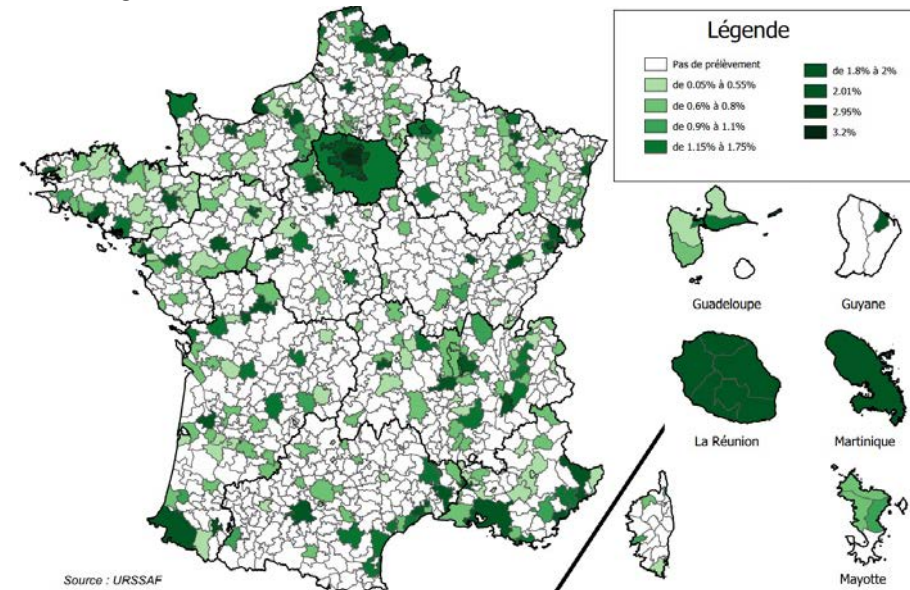 Légende
Pas de prélèvement
de 0.05% à 0.55%
de 0.6% à 0.8%
de 0.9% à 1.1%
de 1.15% à 1.75%
de 1.8% à 2%
2.01%
2.95%
3.2%
Guadeloupe
Guyane
La Réunion
Martinique
Mayotte
Source : URSSAF